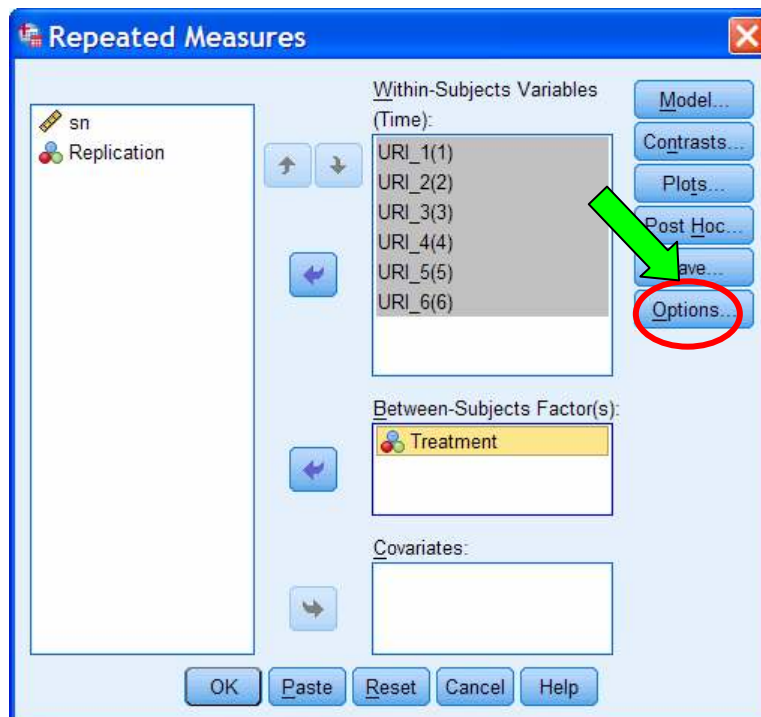 Repeated Measures
sn
Replication
Within-Subjects Variables
(Time):
URI_1(1)
URI_2(2)
URI_3(3)
URI_4(4)
URI_5(5)
URI_6(6)
Between-Subjects Factor(s):
Treatment
Covariates:
Model...
Contrasts...
Plots...
Post Hoc...
ave...
Options...
OK
Paste
Reset
Cancel
Help